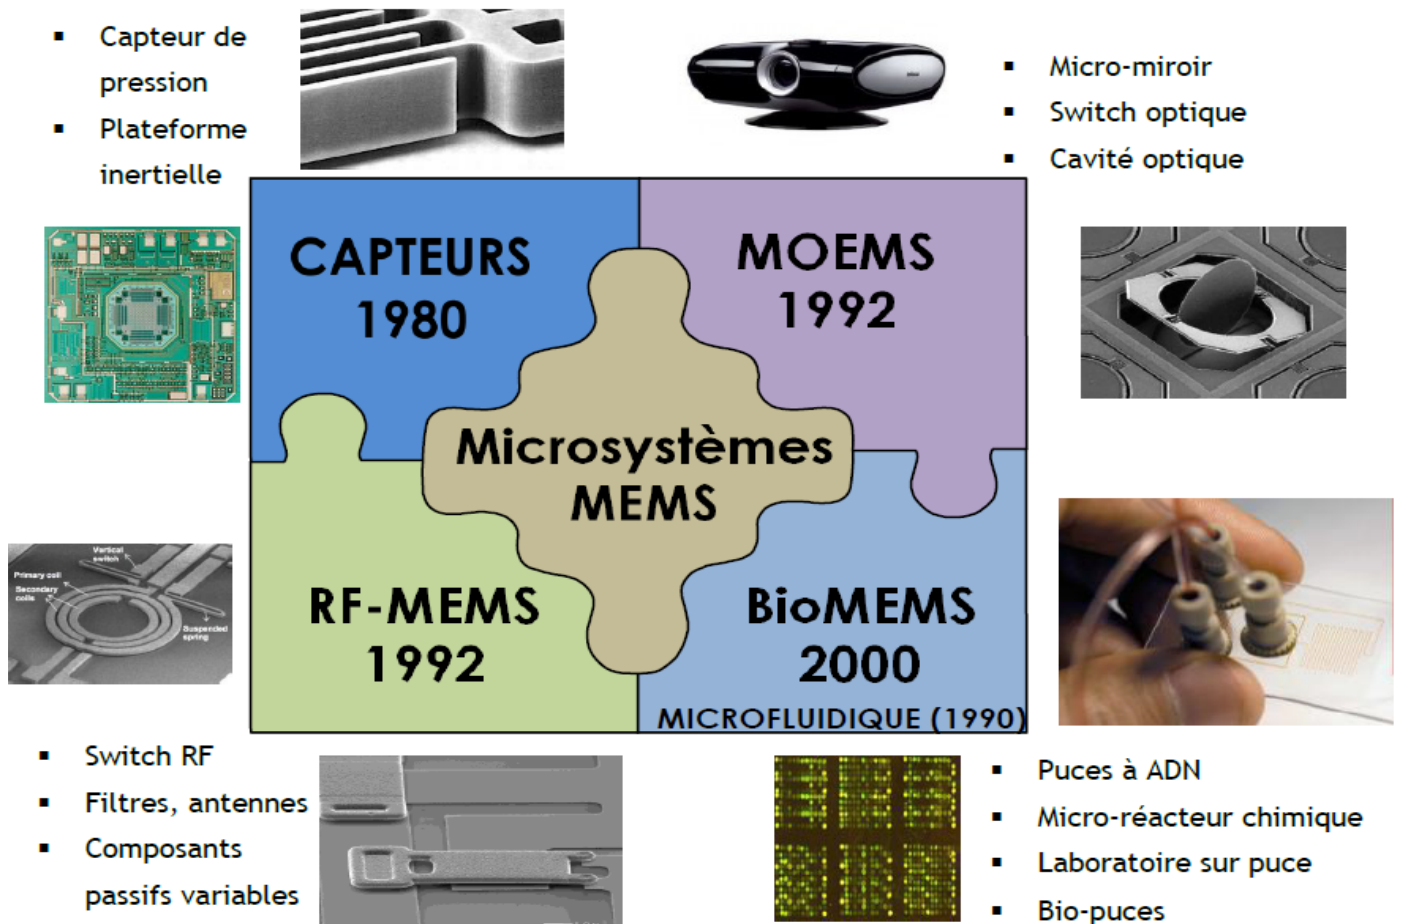 ▪ Capteur de
pression
▪ Plateforme
inertielle
▪ Micro-miroir
▪ Switch optique
▪ Cavité optique
CAPTEURS
1980
MOEMS
1992
Microsystèmes
MEMS
RF-MEMS
1992
BioMEMS
2000
MICROFLUIDIQUE (1990)
Vertical
switch
Primary coil
Secondary
coils
Suspended
spring
▪ Switch RF
▪ Filtres, antennes
▪ Composants
passifs variables
▪ Puces à ADN
▪ Micro-réacteur chimique
▪ Laboratoire sur puce
▪ Bio-puces